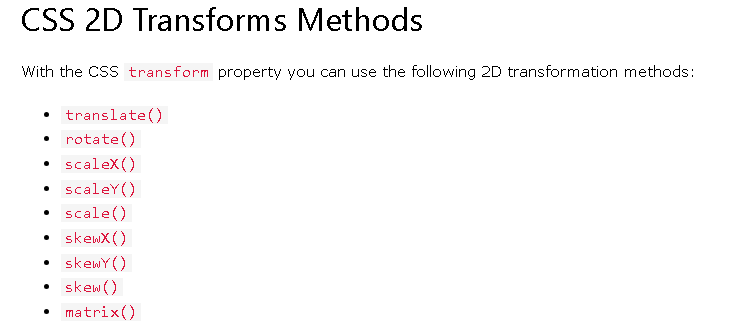 CSS 2D Transforms Methods
With the CSS transform property you can use the following 2D transformation methods:
• translate()
• rotate()
• scaleX()
• scaleY()
• scale()
• skewX()
• skewY()
• skew()
• matrix()